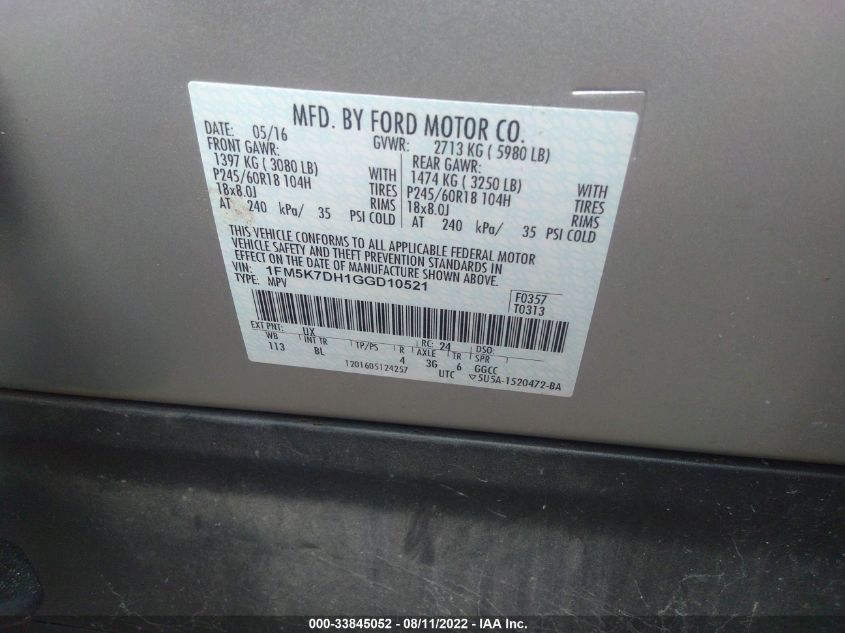 MFD. BY FORD MOTOR CO.
DATE: 05/16 GVWR: 2713 KG ( 5980 LB)
FRONT GAWR: REAR GAWR:
1397 KG ( 3080 LB) WITH 1474 KG ( 3250 LB) WITH
P245/60R18 104H TIRES P245/60R18 104H TIRES
18x8.0J RIMS 18x8.0J RIMS
AT 240 kPa/ 35 PSI COLD AT 240 kPa/ 35 PSI COLD
THIS VEHICLE CONFORMS TO ALL APPLICABLE FEDERAL MOTOR
VEHICLE SAFETY AND THEFT PREVENTION STANDARDS IN
EFFECT ON THE DATE OF MANUFACTURE SHOWN ABOVE.
VIN: 1FM5K7DH1GGD10521
TYPE: MPV
F0357
T0313
EXT PNT: UX RC: 24 DSO:
WB INT TR TP/PS R AXLE TR SPR
113 BL 4 3G 6 GGCC
1201605124257 UTC ▽5U5A-1520472-BA
000-33845052 - 08/11/2022 - IAA Inc.